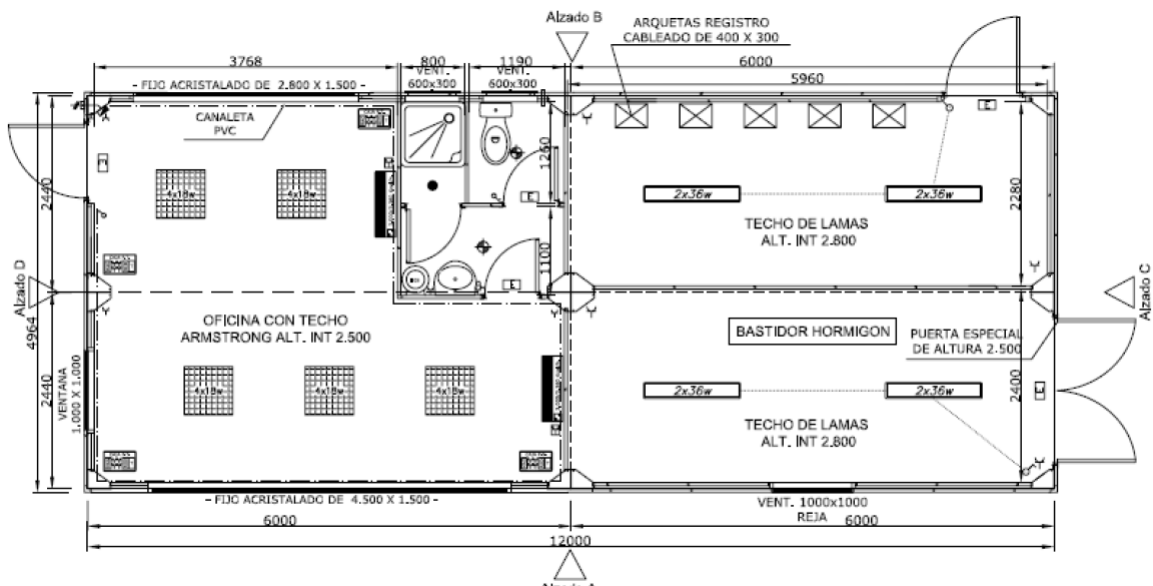 Alzado B
ARQUETAS REGISTRO
CABLEADO DE 400 X 300
3768
800
1190
6000
VENT.
600x300
VENT.
600x300
5960
- FIJO ACRISTALADO DE 2.800 X 1.500 -
CANALETA
PVC
E
E
4x18w
4x18w
1260
E
2440
2x36w
2x36w
2280
TECHO DE LAMAS
ALT. INT 2.800
1100
E
Alzado D
4964
Alzado C
OFICINA CON TECHO
ARMSTRONG ALT. INT 2.500
BASTIDOR HORMIGON
PUERTA ESPECIAL
DE ALTURA 2.500
VENTANA
1.000 X 1.000
2440
4x18w
4x18w
4x18w
2x36w
2x36w
2400
E
TECHO DE LAMAS
ALT. INT 2.800
- FIJO ACRISTALADO DE 4.500 X 1.500 -
VENT. 1000x1000
REJA
6000
6000
12000
Alzado A